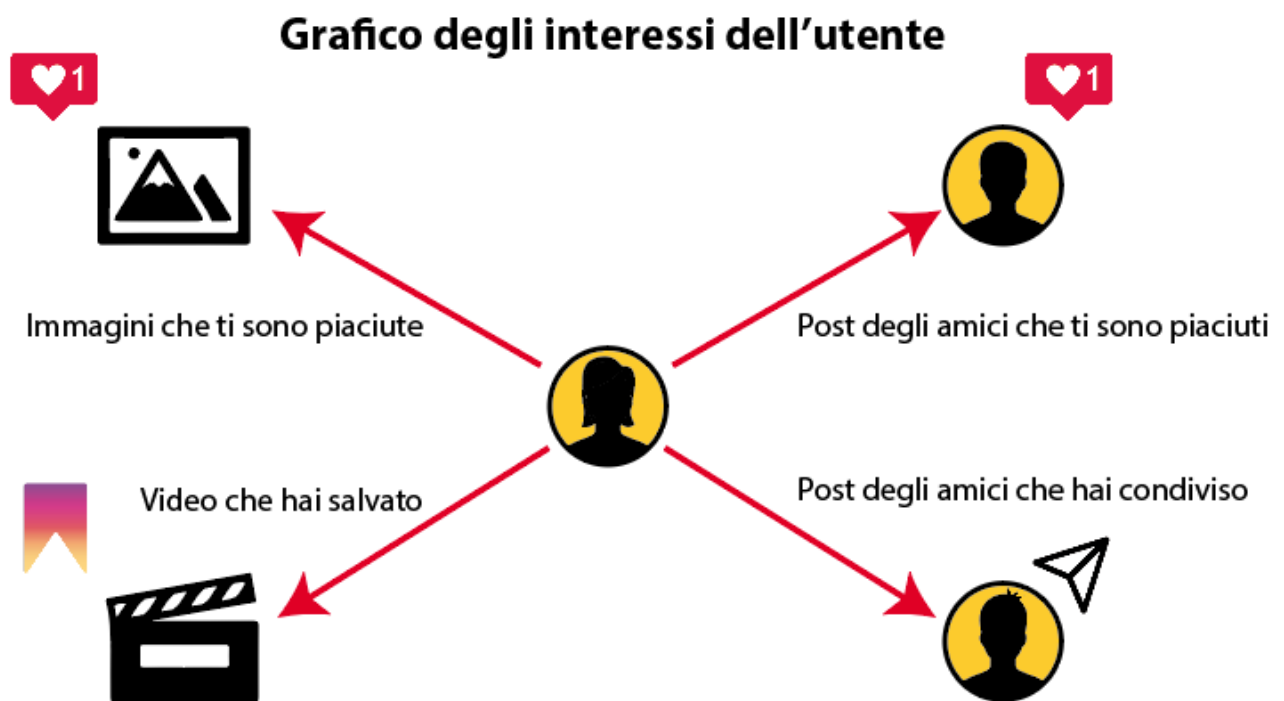 Grafico degli interessi dell’utente
1
1
Immagini che ti sono piaciute
Post degli amici che ti sono piaciuti
Video che hai salvato
Post degli amici che hai condiviso